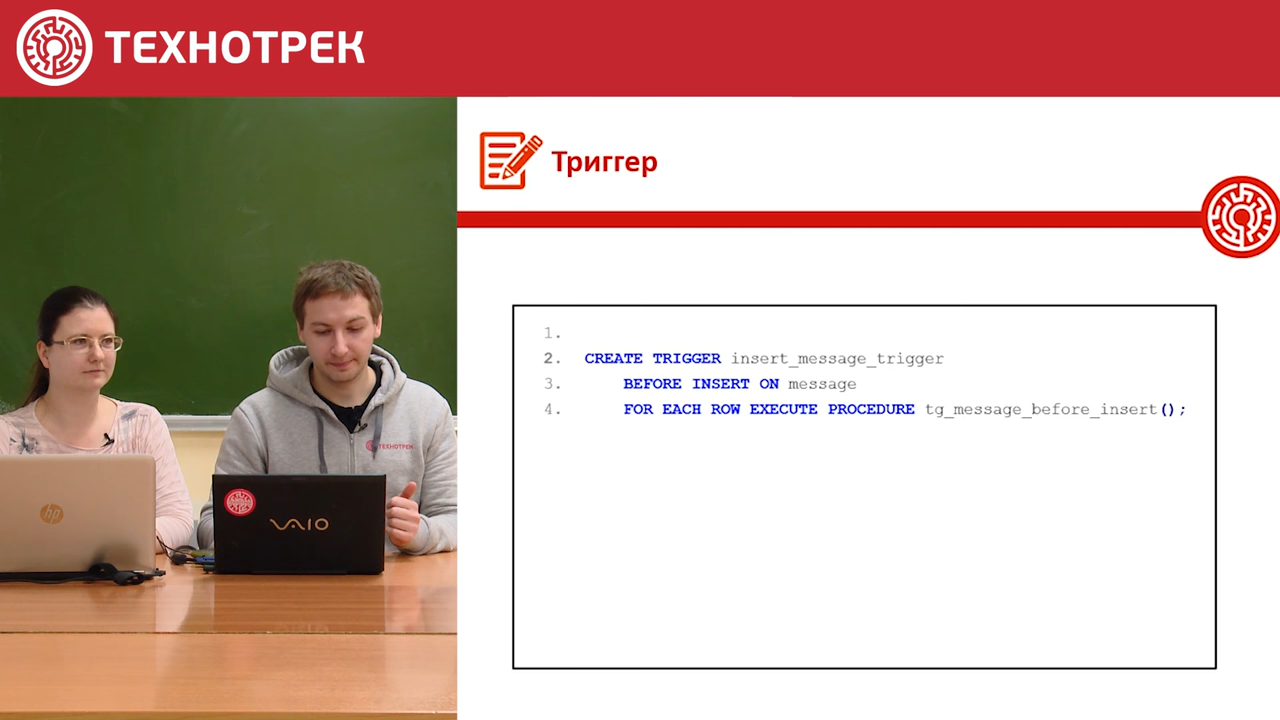 ТЕХНОТРЕК
Триггер
1.
2. CREATE TRIGGER insert_message_trigger
3. BEFORE INSERT ON message
4. FOR EACH ROW EXECUTE PROCEDURE tg_message_before_insert();
ТЕХНОТРЕК
hp
VAIO